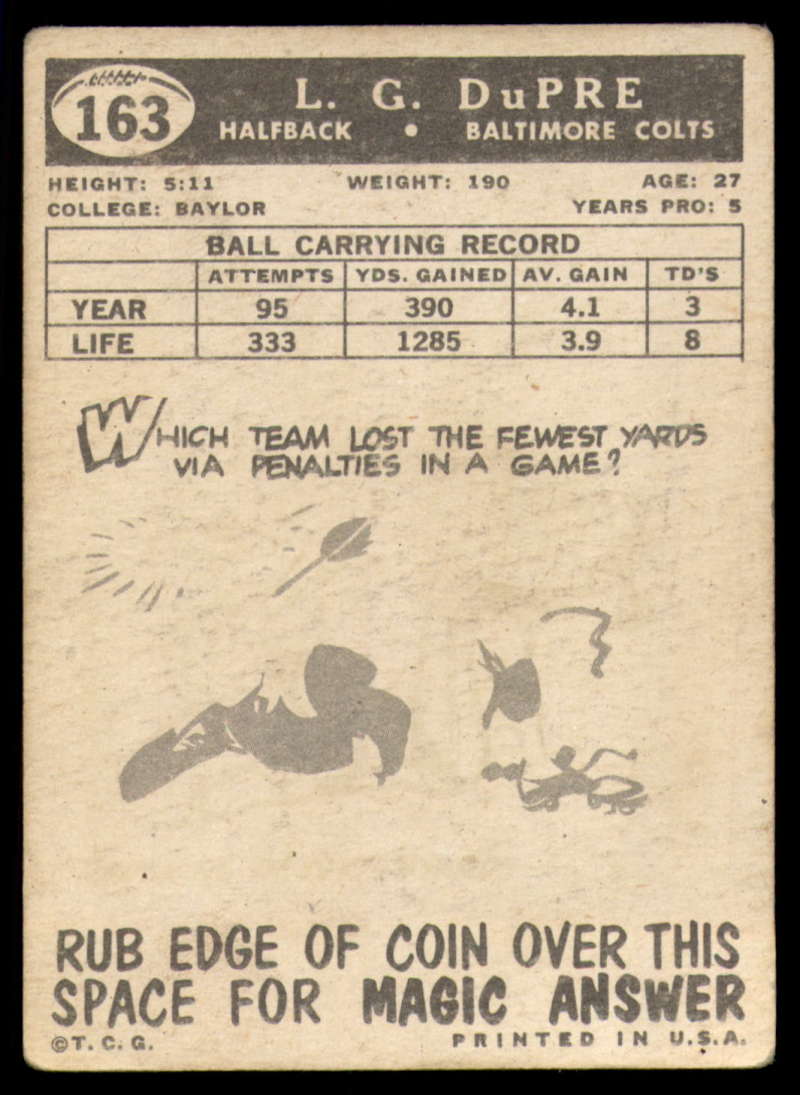 163
L. G. DuPRE
HALFBACK • BALTIMORE COLTS
HEIGHT: 5:11 WEIGHT: 190 AGE: 27
COLLEGE: BAYLOR YEARS PRO: 5
BALL CARRYING RECORD
ATTEMPTS YDS. GAINED AV. GAIN TD'S
YEAR 95 390 4.1 3
LIFE 333 1285 3.9 8
WHICH TEAM LOST THE FEWEST YARDS
VIA PENALTIES IN A GAME?
RUB EDGE OF COIN OVER THIS
SPACE FOR MAGIC ANSWER
©T. C. G. PRINTED IN U.S.A.